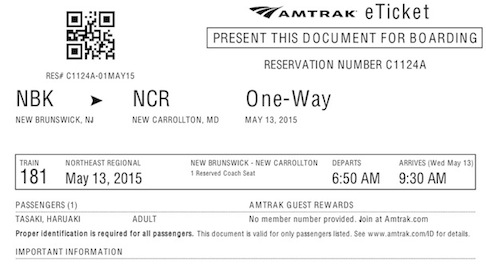 AMTRAK eTicket
PRESENT THIS DOCUMENT FOR BOARDING
RES# C1124A-01MAY15
RESERVATION NUMBER C1124A
NBK ➤ NCR One-Way
NEW BRUNSWICK, NJ NEW CARROLLTON, MD MAY 13, 2015
TRAIN NORTHEAST REGIONAL NEW BRUNSWICK - NEW CARROLLTON DEPARTS ARRIVES (Wed May 13)
181 May 13, 2015 1 Reserved Coach Seat 6:50 AM 9:30 AM
PASSENGERS (1) AMTRAK GUEST REWARDS
TASAKI, HARUAKI ADULT No member number provided. Join at Amtrak.com
Proper identification is required for all passengers. This document is valid for only passengers listed. See www.amtrak.com/ID for details.
IMPORTANT INFORMATION